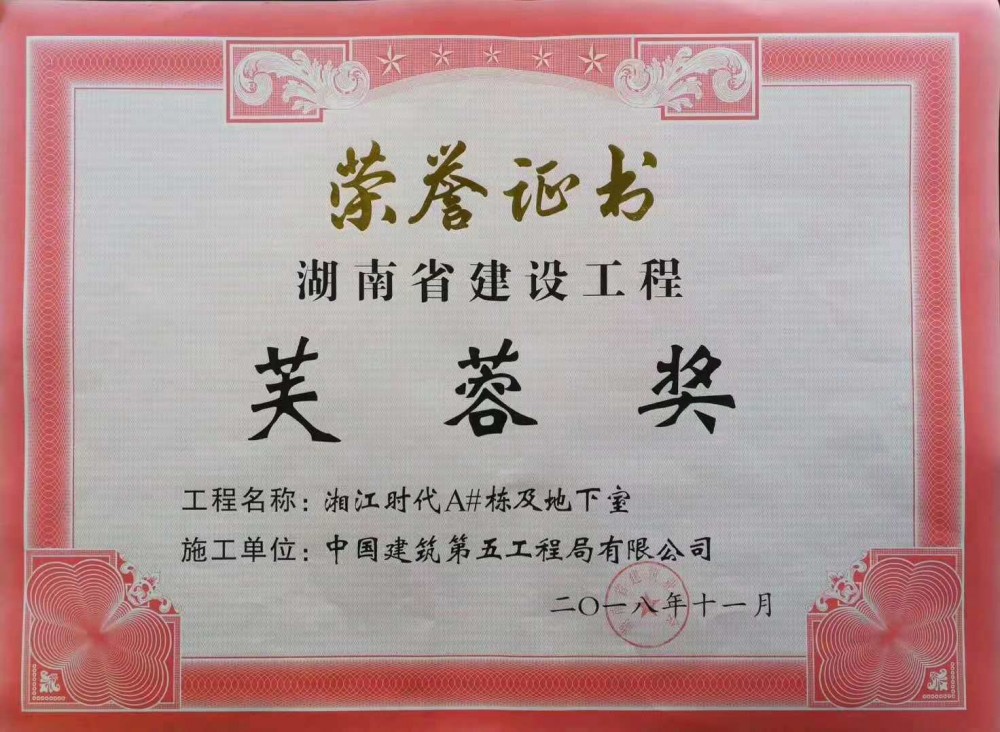 荣誉证书
湖南省建设工程
芙蓉奖
工程名称：湘江时代A#栋及地下室
施工单位：中国建筑第五工程局有限公司
二〇一八年十一月